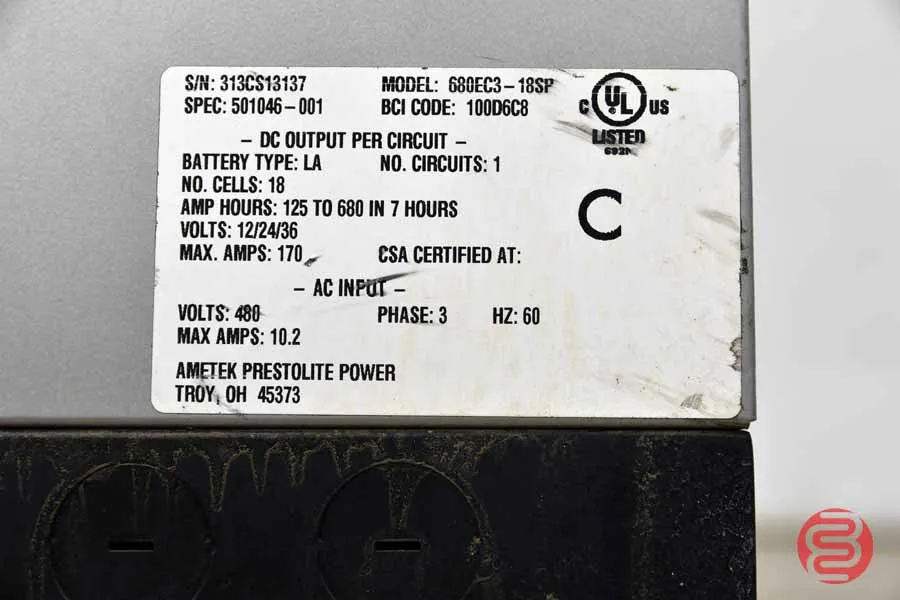 S/N: 313CS13137 MODEL: 680EC3-18SP
SPEC: 501046-001 BCI CODE: 100D6C8
C UL US
LISTED
- DC OUTPUT PER CIRCUIT -
BATTERY TYPE: LA NO. CIRCUITS: 1
NO. CELLS: 18
AMP HOURS: 125 TO 680 IN 7 HOURS
VOLTS: 12/24/36
C
MAX. AMPS: 170 CSA CERTIFIED AT:
- AC INPUT -
VOLTS: 480 PHASE: 3 HZ: 60
MAX AMPS: 10.2
AMETEK PRESTOLITE POWER
TROY, OH 45373